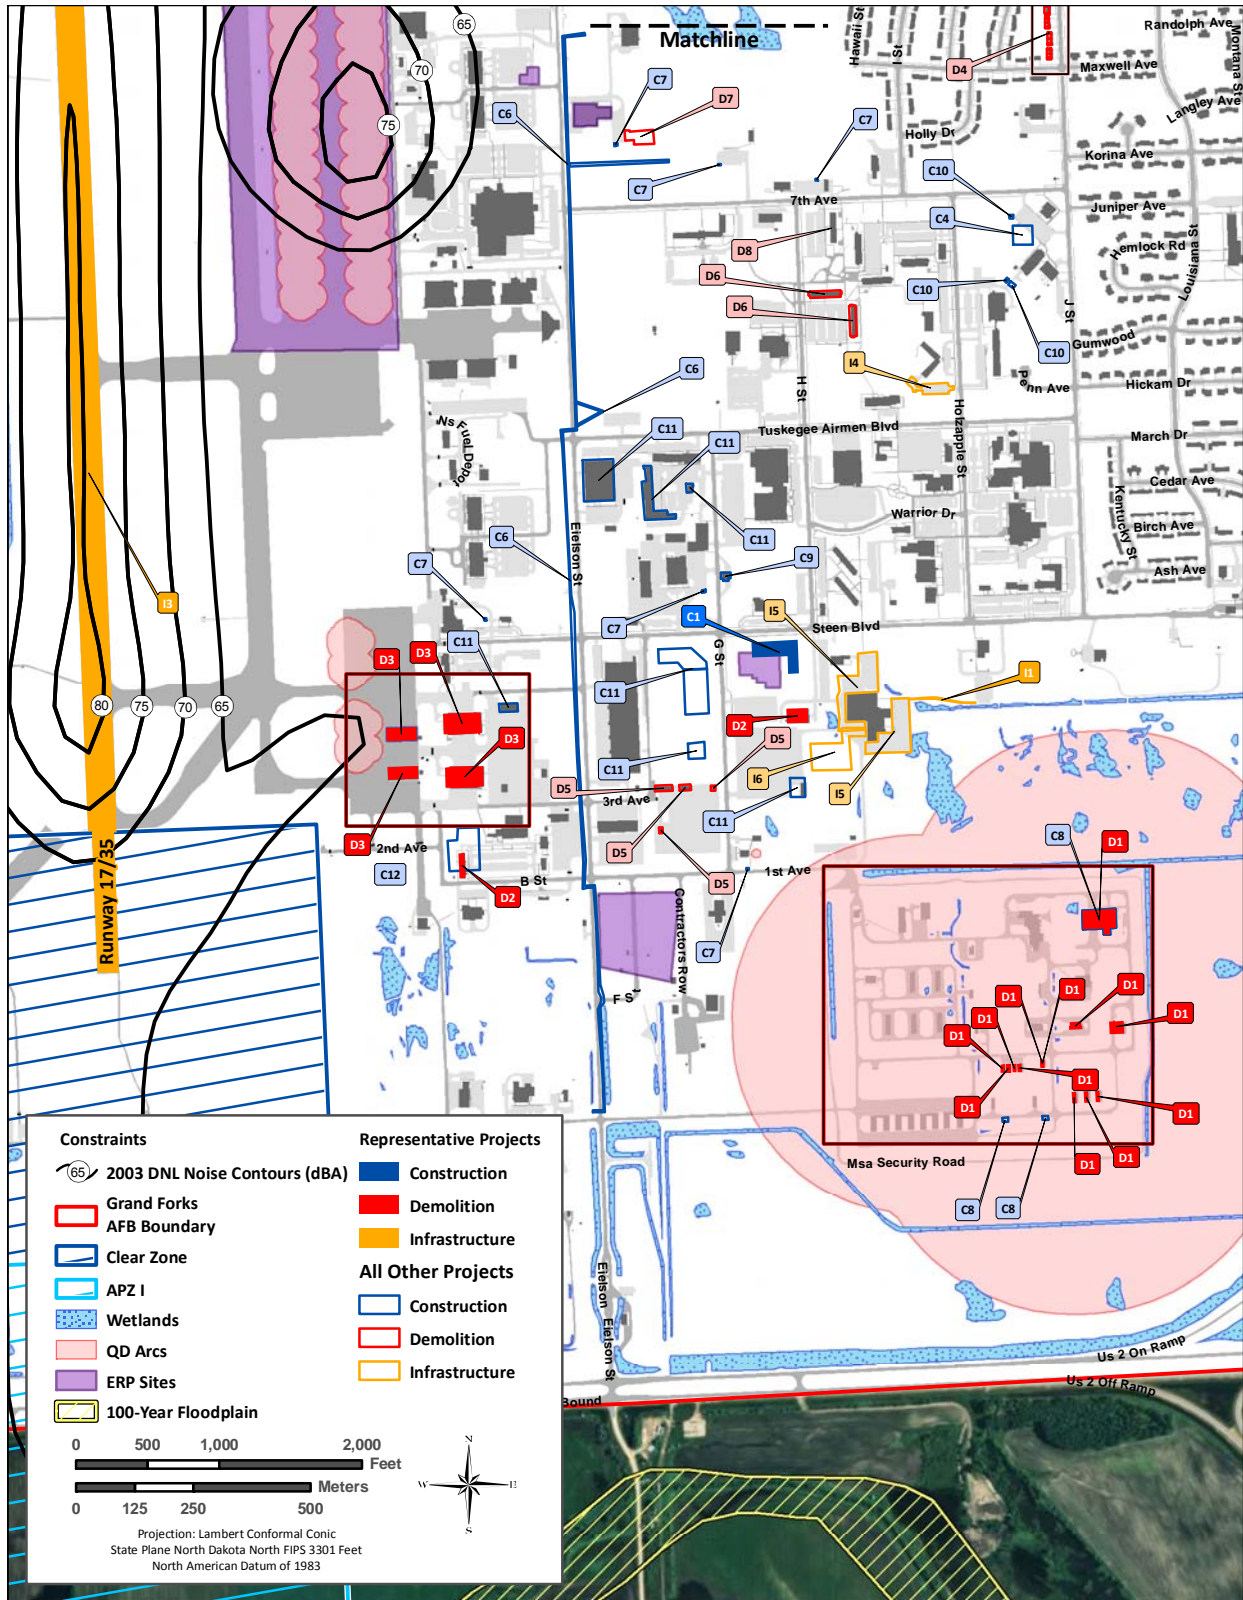 Matchline
65
70
75
C6
C7
D7
C7
C7
D4
Hawaii St
I St
Randolph Ave
Maxwell Ave
Montana St
Langley Ave
Holly Dr
Korina Ave
C10
7th Ave
C4
Juniper Ave
Hemlock Rd
Louisiana St
D8
D6
C10
D6
J St
C10
Gumwood
I4
Penn Ave
Hickam Dr
C6
H St
Holzapple St
C11
C11
Tuskegee Airmen Blvd
March Dr
Cedar Ave
Kentucky St
Warrior Dr
Birch Ave
Ash Ave
Eielson St
C6
C11
C9
C7
C7
C1
I5
Steen Blvd
G St
I3
D3
D3
C11
C11
I1
80
75
70
65
D2
D3
C11
D5
I6
I5
D5
3rd Ave
C11
D3
2nd Ave
D5
C8
D1
C12
B St
D2
D5
1st Ave
Runway 17/35
Contractors Row
C7
F St
D1
D1
D1
D1
D1
D1
D1
D1
D1
D1
D1
Msa Security Road
C8
C8
Eielson St
Eielson St
Us 2 On Ramp
Us 2 Off Ramp
Bound
Constraints
65
2003 DNL Noise Contours (dBA)
Grand Forks
AFB Boundary
Clear Zone
APZ I
Wetlands
QD Arcs
ERP Sites
100-Year Floodplain
Representative Projects
Construction
Demolition
Infrastructure
All Other Projects
Construction
Demolition
Infrastructure
0 500 1,000 2,000
Feet
Meters
0 125 250 500
N
W E
S
Projection: Lambert Conformal Conic
State Plane North Dakota North FIPS 3301 Feet
North American Datum of 1983